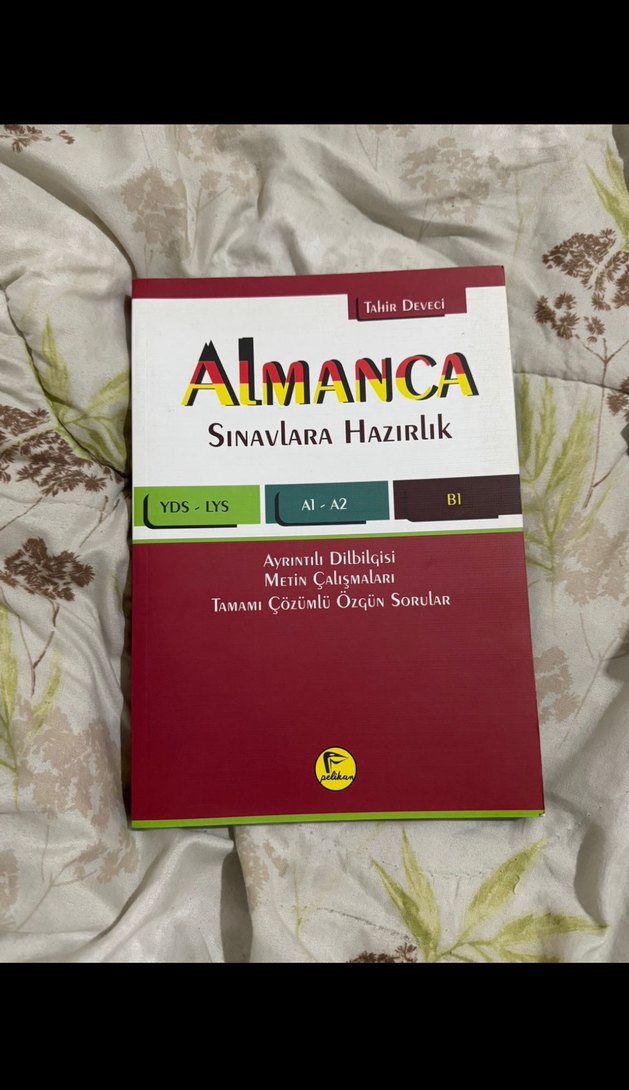 Tahir Deveci
Almanca
Sınavlara Hazırlık
YDS - LYS
A1 - A2
B1
Ayrıntılı Dilbilgisi
Metin Çalışmaları
Tamamı Çözümlü Özgün Sorular
pelikan